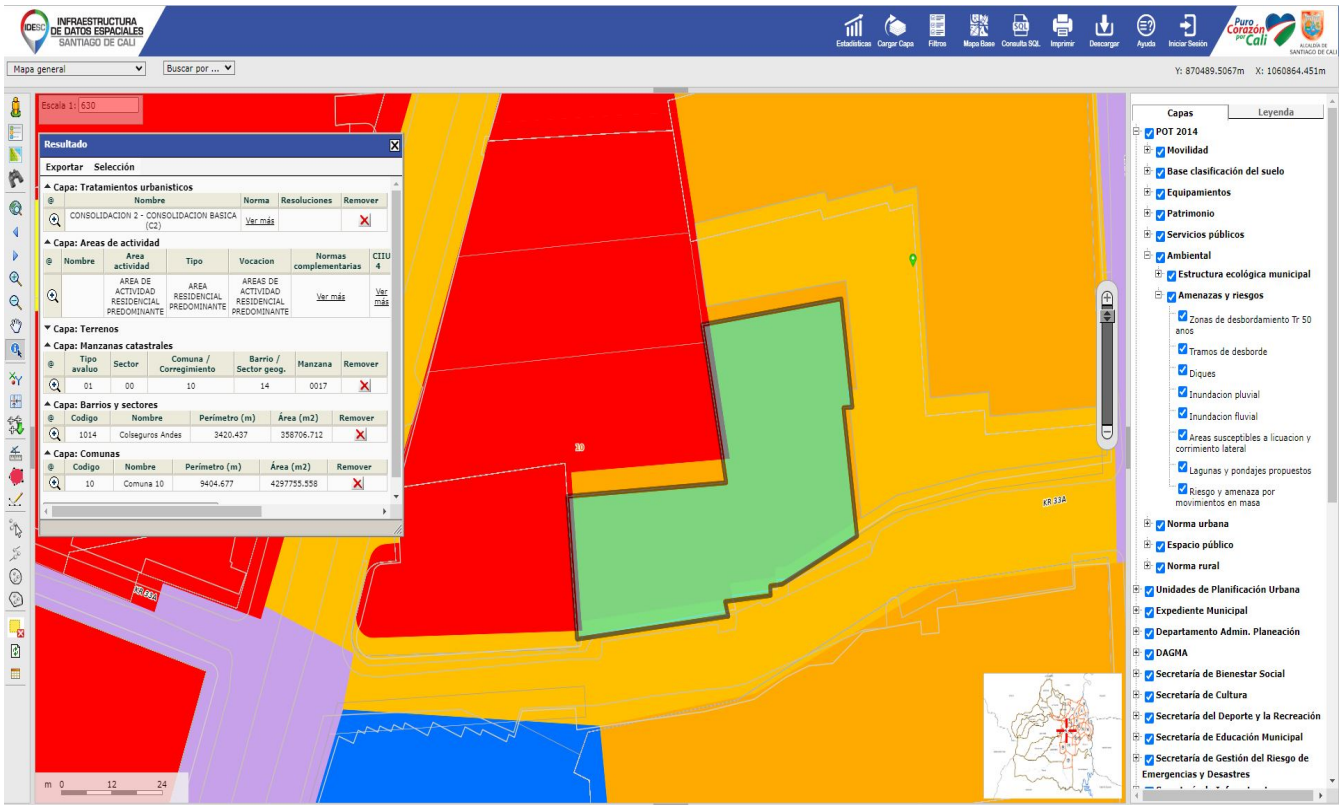 IDESC
INFRAESTRUCTURA
DE DATOS ESPACIALES
SANTIAGO DE CALI
Estadísticas Cargar Capa Filtros Mapa Base Consulta SQL Imprimir Descargar Ayuda Iniciar Sesión
Puro
Corazón
por Cali
ALCALDÍA DE
SANTIAGO DE CALI
Mapa general Buscar por ... Y: 870489.5067m X: 1060864.451m
Escala 1: 630
Resultado
Exportar Selección
Capa: Tratamientos urbanisticos
@ Nombre Norma Resoluciones Remover
CONSOLIDACION 2 - CONSOLIDACION BASICA
(C2) Ver más
Capa: Areas de actividad
@ Nombre Area
actividad Tipo Vocacion Normas
complementarias CIIU
4
AREA DE
ACTIVIDAD
RESIDENCIAL
PREDOMINANTE AREA
RESIDENCIAL
PREDOMINANTE AREAS DE
ACTIVIDAD
RESIDENCIAL
PREDOMINANTE Ver más Ver
más
Capa: Terrenos
Capa: Manzanas catastrales
@ Tipo
avaluo Sector Comuna /
Corregimiento Barrio /
Sector geog. Manzana Remover
01 00 10 14 0017
Capa: Barrios y sectores
@ Codigo Nombre Perímetro (m) Área (m2) Remover
1014 Colseguros Andes 3420.437 358706.712
Capa: Comunas
@ Codigo Nombre Perímetro (m) Área (m2) Remover
10 Comuna 10 9404.677 4297755.558
10
KR 33A
KR 33A
m 0 12 24
Capas Leyenda
POT 2014
Movilidad
Base clasificación del suelo
Equipamientos
Patrimonio
Servicios públicos
Ambiental
Estructura ecológica municipal
Amenazas y riesgos
Zonas de desbordamiento Tr 50
anos
Tramos de desborde
Diques
Inundacion pluvial
Inundacion fluvial
Areas susceptibles a licuacion y
corrimiento lateral
Lagunas y pondajes propuestos
Riesgo y amenaza por
movimientos en masa
Norma urbana
Espacio público
Norma rural
Unidades de Planificación Urbana
Expediente Municipal
Departamento Admin. Planeación
DAGMA
Secretaría de Bienestar Social
Secretaría de Cultura
Secretaría del Deporte y la Recreación
Secretaría de Educación Municipal
Secretaría de Gestión del Riesgo de
Emergencias y Desastres